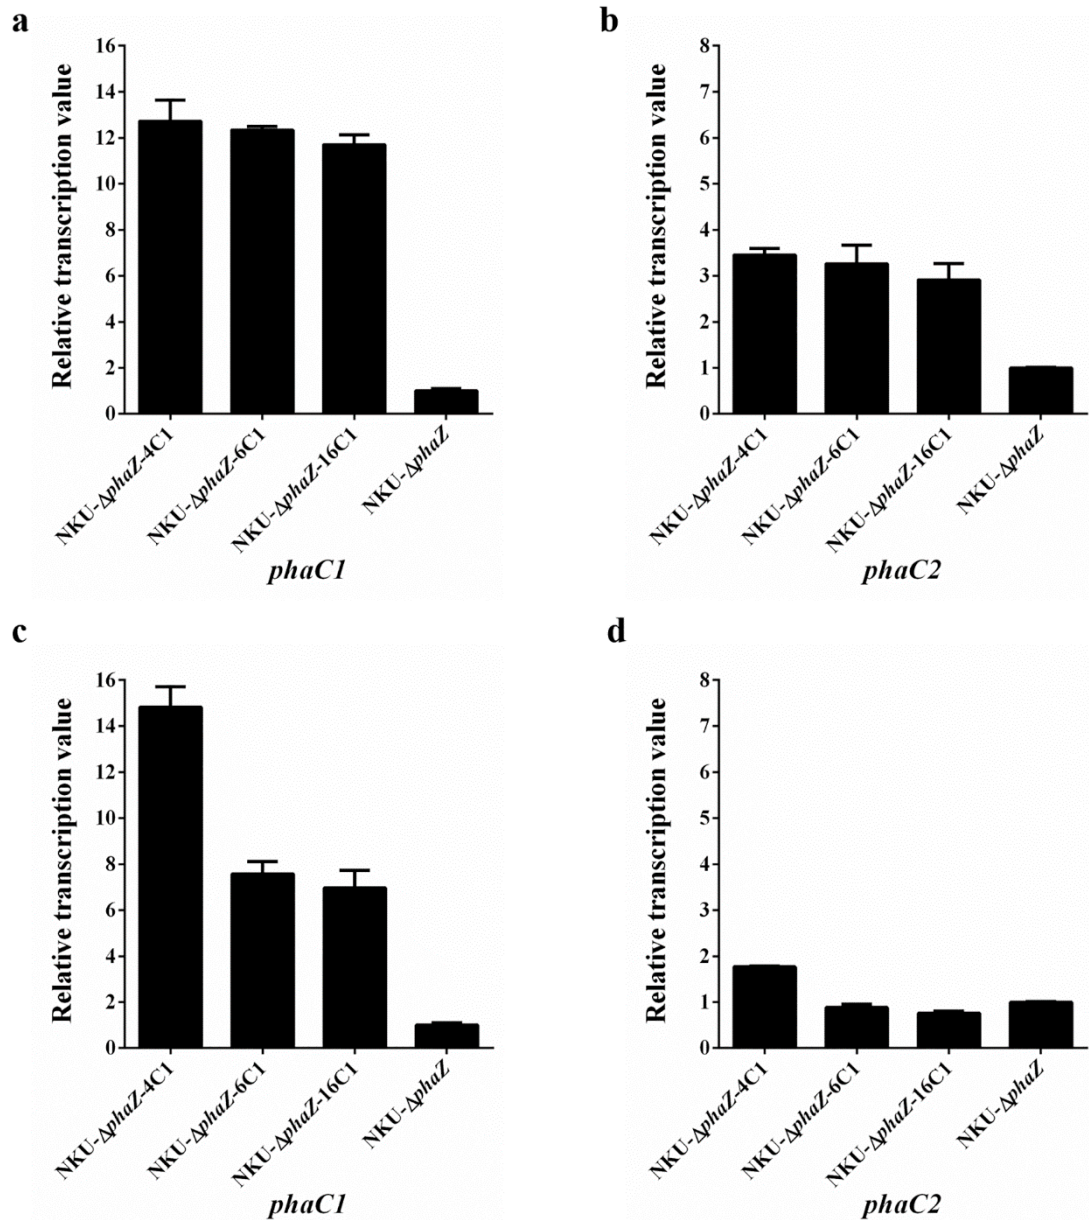 a
Relative transcription value
16
14
12
10
8
6
4
2
0
NKU-ΔphaZ-4C1
NKU-ΔphaZ-6C1
NKU-ΔphaZ-16C1
NKU-ΔphaZ
phaC1
b
Relative transcription value
8
7
6
5
4
3
2
1
0
NKU-ΔphaZ-4C1
NKU-ΔphaZ-6C1
NKU-ΔphaZ-16C1
NKU-ΔphaZ
phaC2
c
Relative transcription value
16
14
12
10
8
6
4
2
0
NKU-ΔphaZ-4C1
NKU-ΔphaZ-6C1
NKU-ΔphaZ-16C1
NKU-ΔphaZ
phaC1
d
Relative transcription value
8
7
6
5
4
3
2
1
0
NKU-ΔphaZ-4C1
NKU-ΔphaZ-6C1
NKU-ΔphaZ-16C1
NKU-ΔphaZ
phaC2